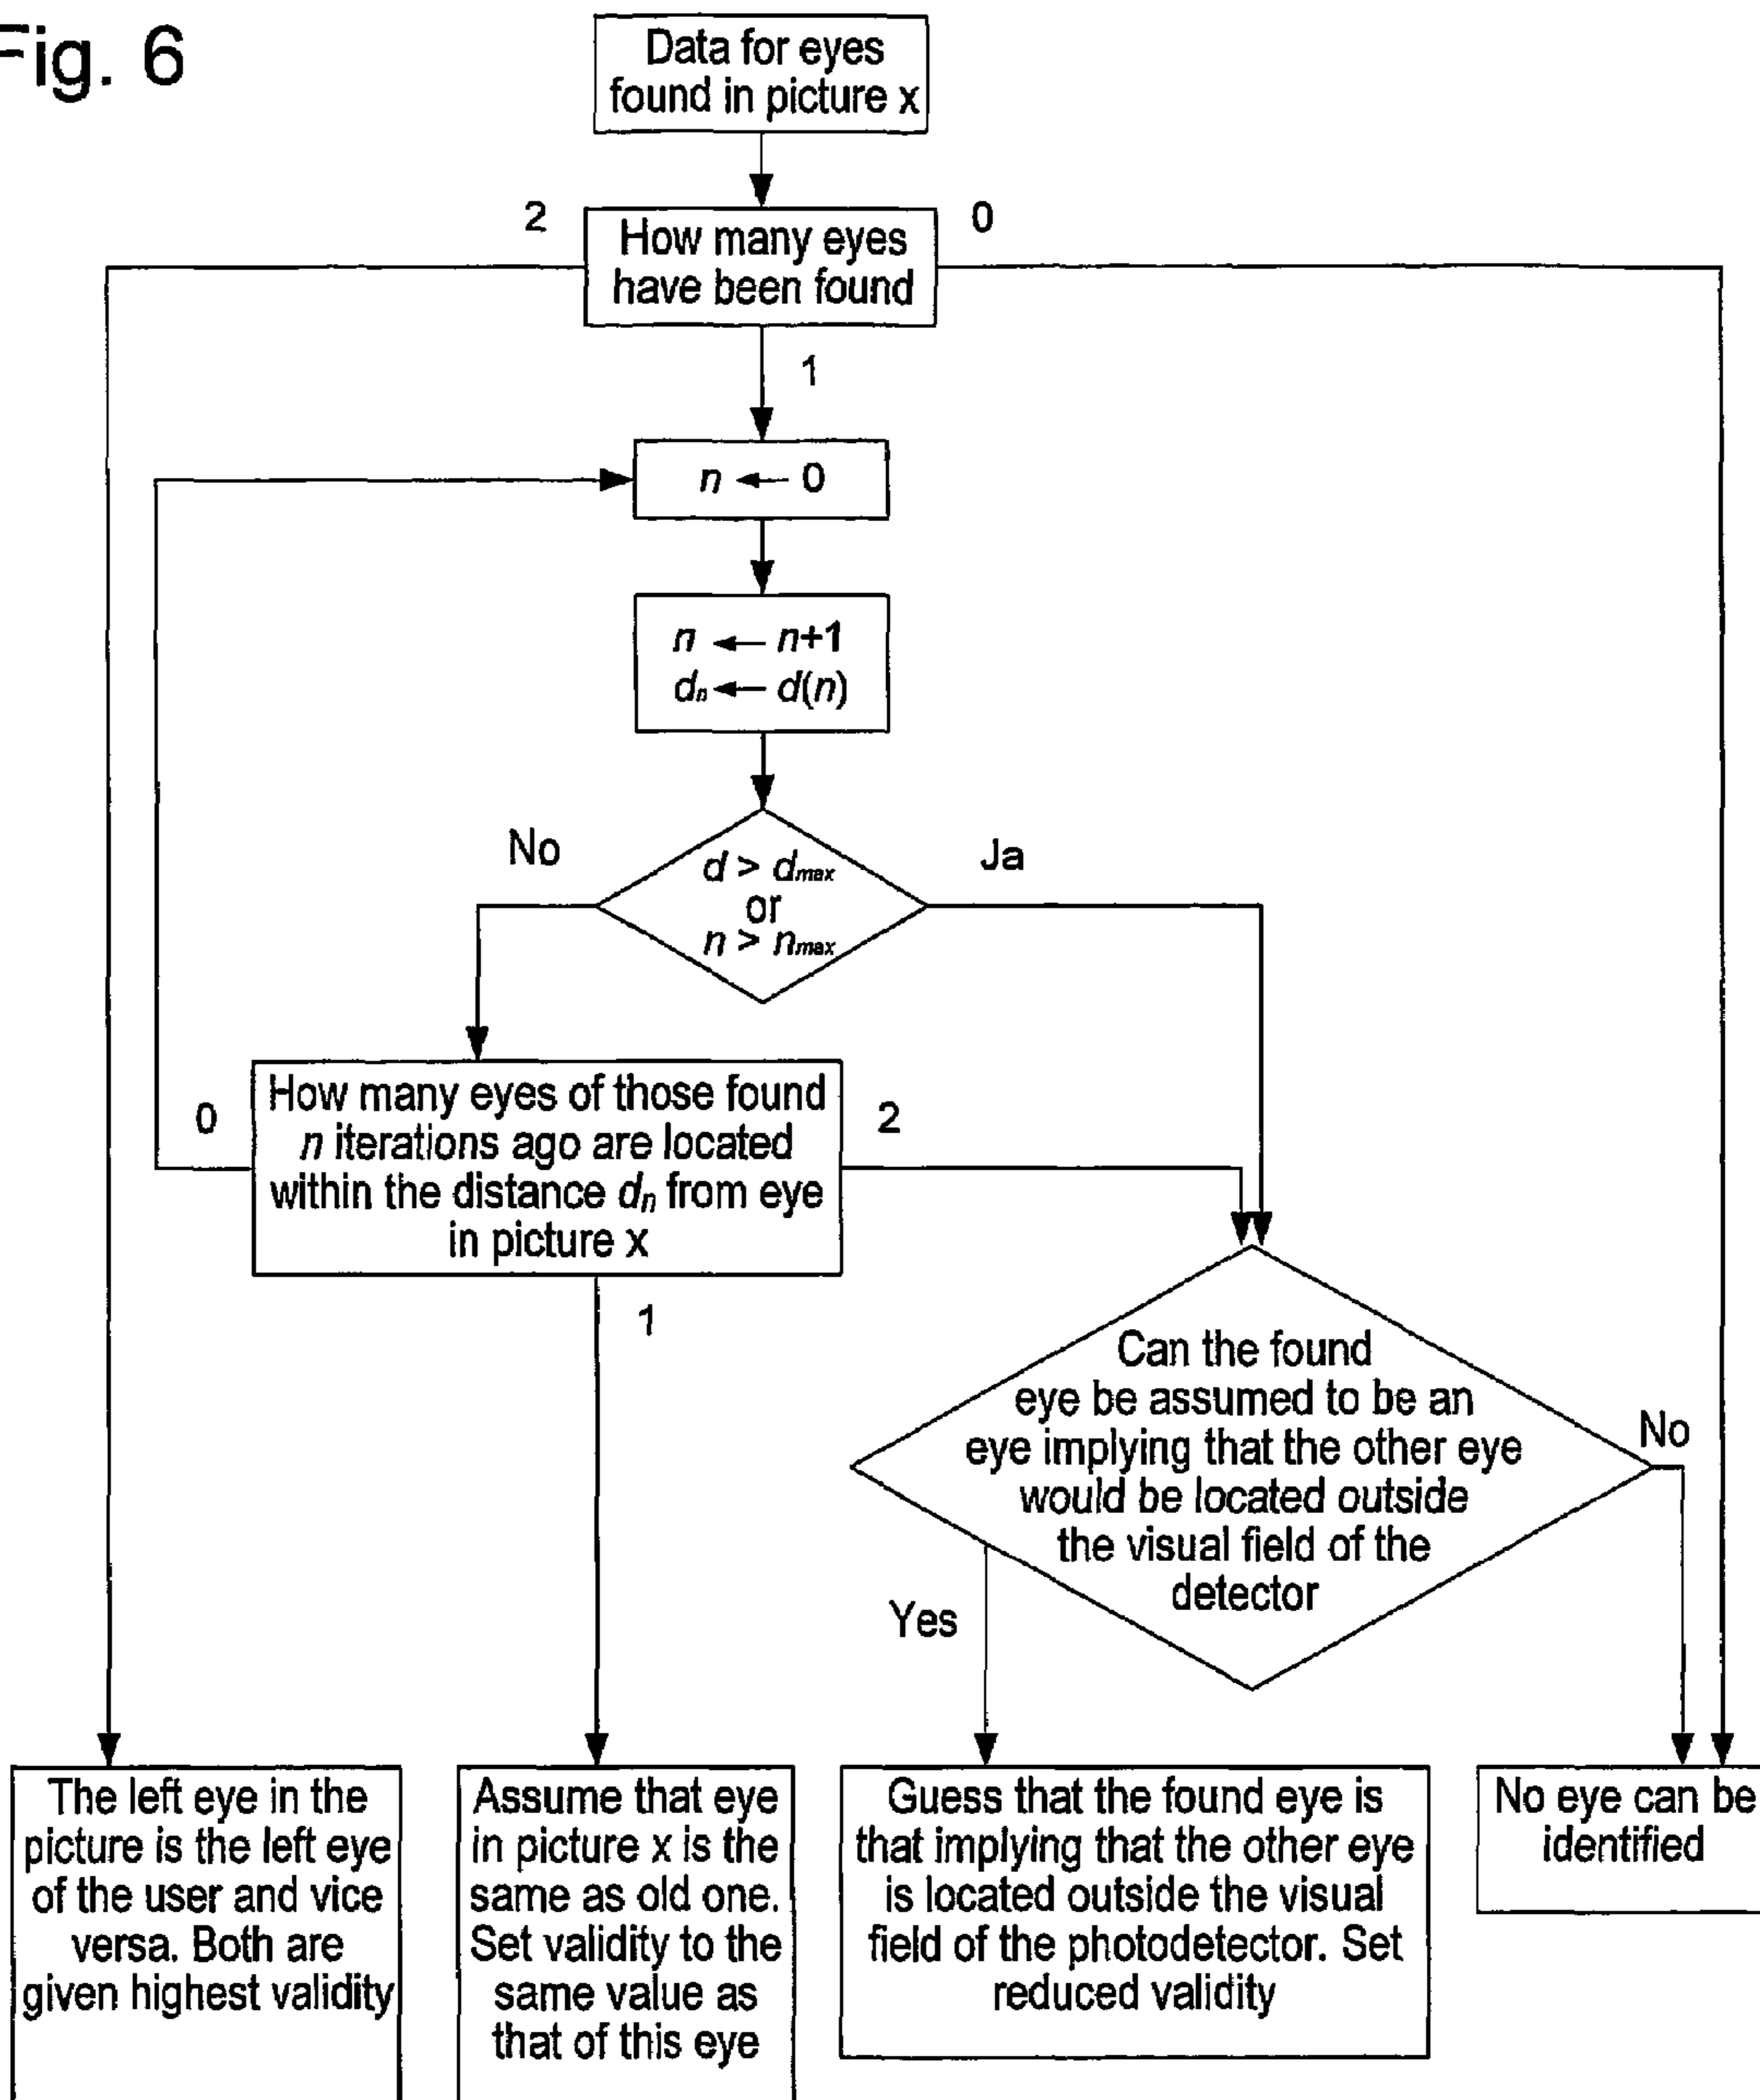 Fig. 6
Data for eyes
found in picture x
2
0
How many eyes
have been found
1
n ← 0
n ← n+1
dn ← d(n)
No
Ja
d > dmax
or
n > nmax
0
How many eyes of those found
n iterations ago are located
within the distance dn from eye
in picture x
2
1
Can the found
eye be assumed to be an
eye implying that the other eye
would be located outside
the visual field of the
detector
No
Yes
The left eye in the
picture is the left eye
of the user and vice
versa. Both are
given highest validity
Assume that eye
in picture x is the
same as old one.
Set validity to the
same value as
that of this eye
Guess that the found eye is
that implying that the other eye
is located outside the visual
field of the photodetector. Set
reduced validity
No eye can be
identified